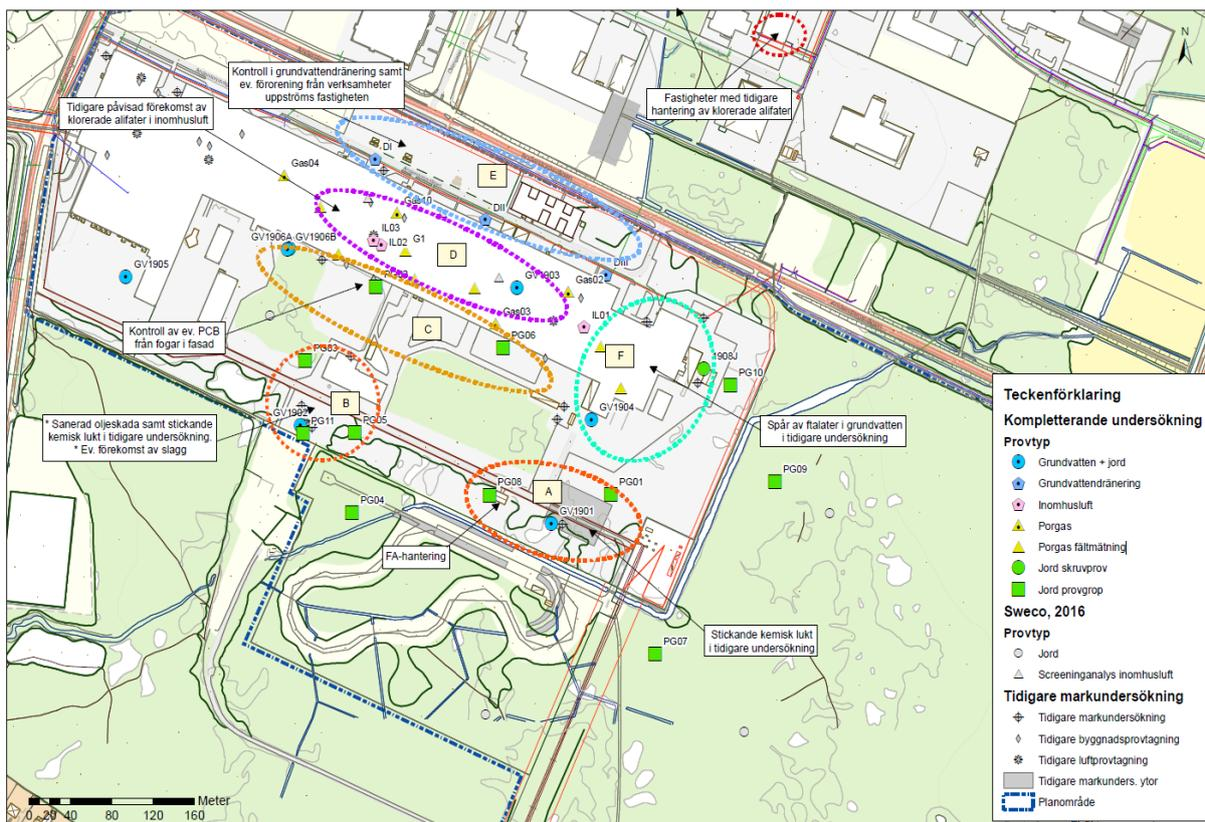 Kontroll i grundvattendränering samt
ev. förorening från verksamheter
uppströms fastigheten
Tidigare påvisad förekomst av
klorerade alifater i inomhusluft
Fastigheter med tidigare
hantering av klorerade alifater
N
DI
E
Gas04
Gas10
DII
IL03
IL02
G1
GV1906A
GV1906B
D
DIII
GV1905
GV1903
Gas02
Kontroll av ev. PCB
från fogar i fasad
C
Gas03
IL01
PG06
F
1908J
PG10
PG03
B
GV1902
PG11
PG05
GV1904
* Sanerad oljeskada samt stickande
kemisk lukt i tidigare undersökning.
* Ev. förekomst av slagg
Spår av ftalater i grundvatten
i tidigare undersökning
PG08
A
PG01
PG09
PG04
GV1901
FA-hantering
Stickande kemisk lukt
i tidigare undersökning
PG07
Teckenförklaring
Kompletterande undersökning
Provtyp
Grundvatten + jord
Grundvattendränering
Inomhusluft
Porgas
Porgas fältmätning
Jord skruvprov
Jord provgrop
Sweco, 2016
Provtyp
Jord
Screeninganalys inomhusluft
Tidigare markundersökning
Tidigare markundersökning
Tidigare byggnadsprovtagning
Tidigare luftprovtagning
Tidigare markunders. ytor
Planområde
Meter
0 20 40 80 120 160